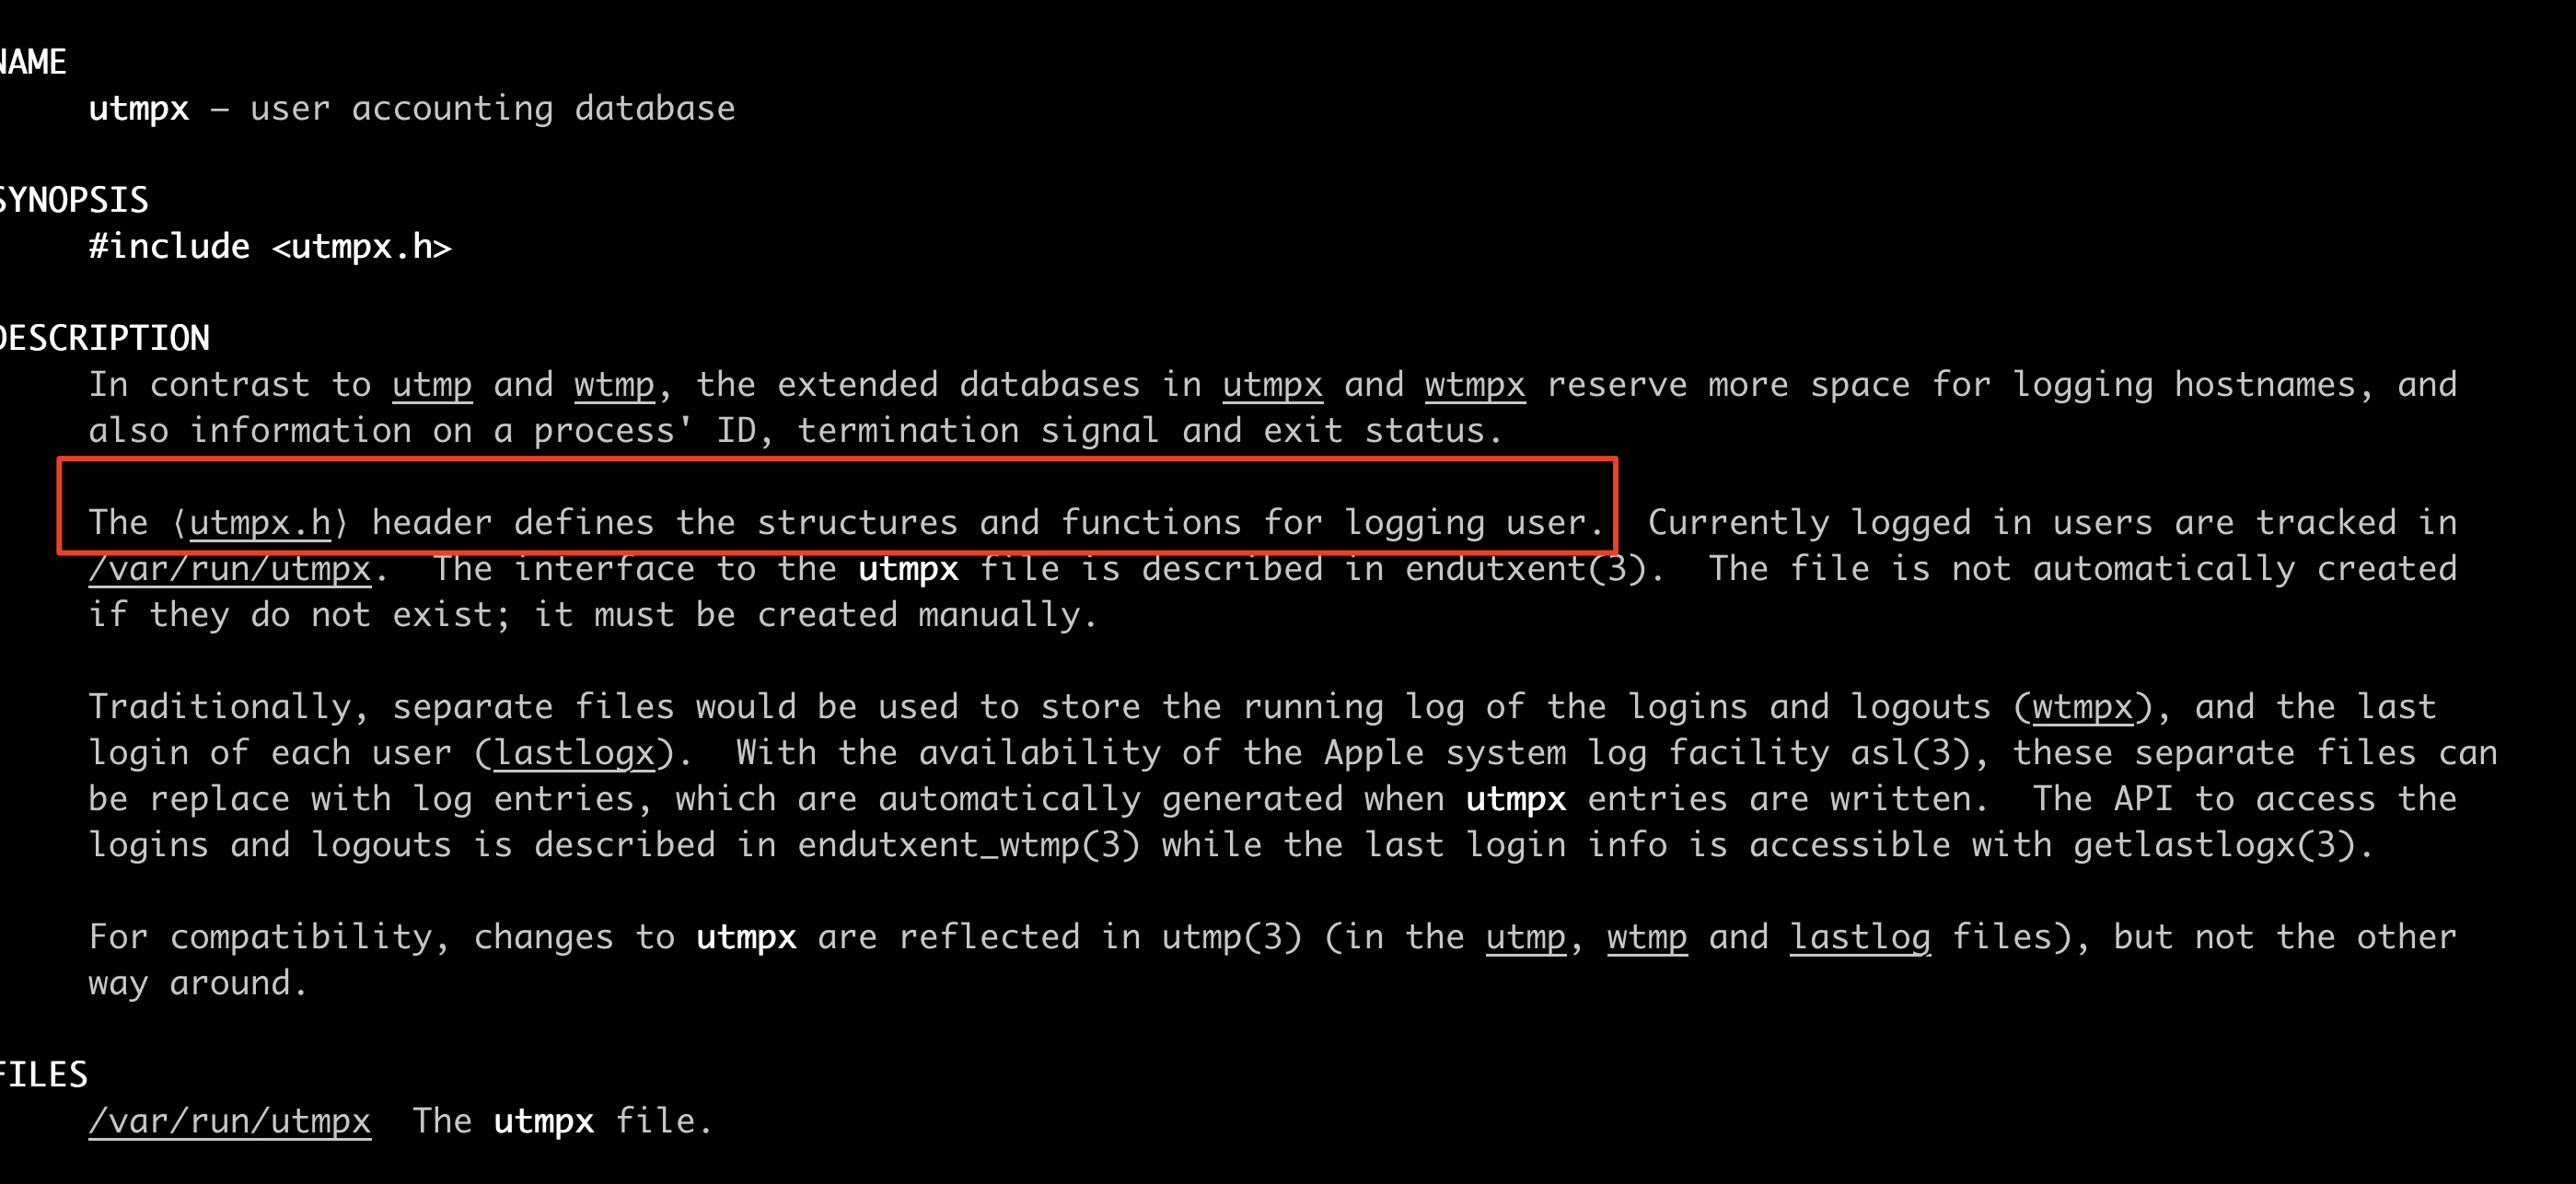 NAME
utmpx – user accounting database
SYNOPSIS
#include <utmpx.h>
DESCRIPTION
In contrast to utmp and wtmp, the extended databases in utmpx and wtmpx reserve more space for logging hostnames, and
also information on a process' ID, termination signal and exit status.
The ⟨utmpx.h⟩ header defines the structures and functions for logging user.  Currently logged in users are tracked in
/var/run/utmpx.  The interface to the utmpx file is described in endutxent(3).  The file is not automatically created
if they do not exist; it must be created manually.
Traditionally, separate files would be used to store the running log of the logins and logouts (wtmpx), and the last
login of each user (lastlogx).  With the availability of the Apple system log facility asl(3), these separate files can
be replace with log entries, which are automatically generated when utmpx entries are written.  The API to access the
logins and logouts is described in endutxent_wtmp(3) while the last login info is accessible with getlastlogx(3).
For compatibility, changes to utmpx are reflected in utmp(3) (in the utmp, wtmp and lastlog files), but not the other
way around.
FILES
/var/run/utmpx  The utmpx file.